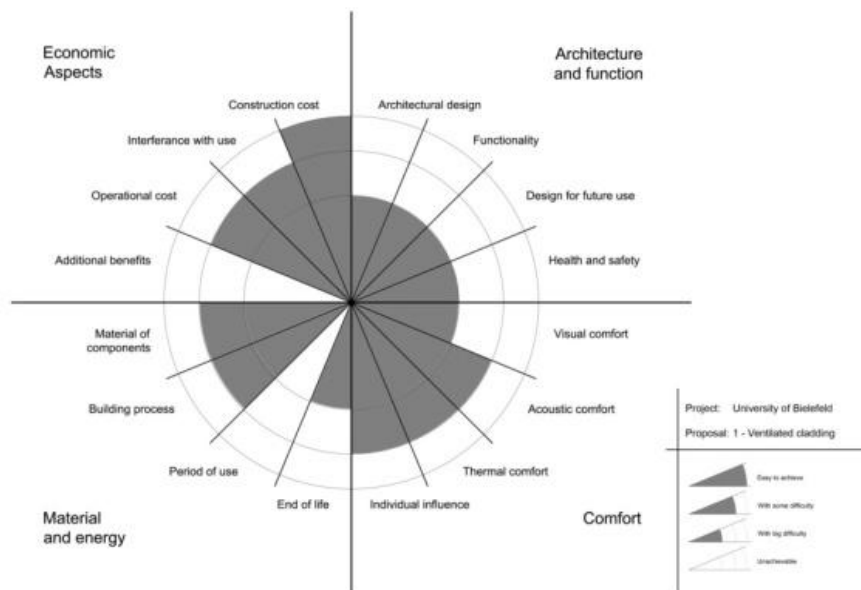 Economic
Aspects
Architecture
and function
Construction cost
Architectural design
Interferance with use
Functionality
Operational cost
Design for future use
Additional benefits
Health and safety
Material of
components
Visual comfort
Building process
Acoustic comfort
Period of use
Thermal comfort
End of life
Individual influence
Material
and energy
Comfort
Project: University of Bielefeld
Proposal: 1 - Ventilated cladding
Easy to achieve
With some difficulty
With big difficulty
Unachievable